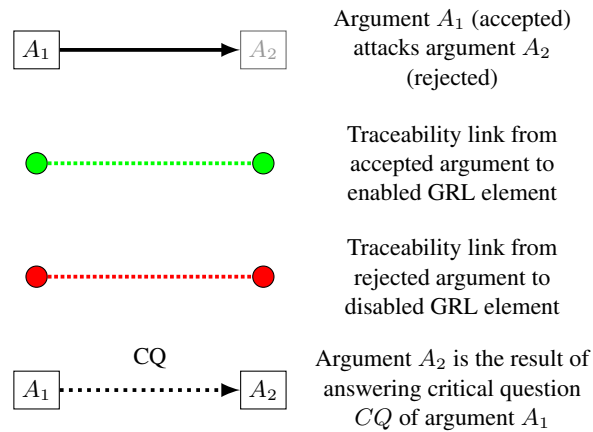 A₁ A₂ Argument A₁ (accepted)
attacks argument A₂
(rejected)
Traceability link from
accepted argument to
enabled GRL element
Traceability link from
rejected argument to
disabled GRL element
CQ
A₁ A₂ Argument A₂ is the result of
answering critical question
CQ of argument A₁